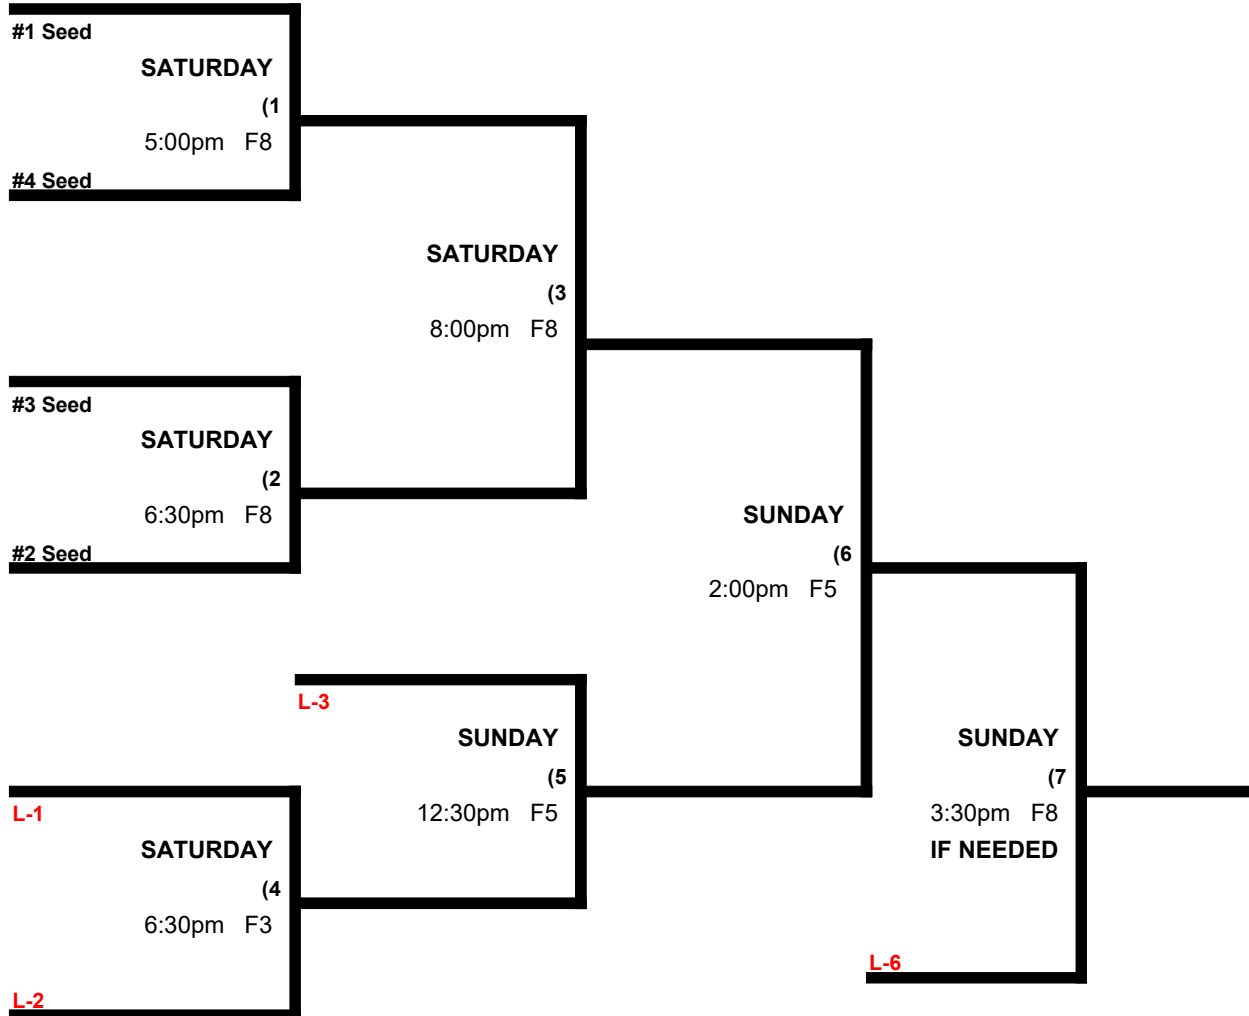 #1 Seed
SATURDAY
(1
5:00pm F8
#4 Seed
SATURDAY
(3
8:00pm F8
#3 Seed
SATURDAY
(2
6:30pm F8
#2 Seed
SUNDAY
(6
2:00pm F5
L-3
SUNDAY
(5
12:30pm F5
SUNDAY
(7
3:30pm F8
IF NEEDED
L-1
SATURDAY
(4
6:30pm F3
L-2
L-6